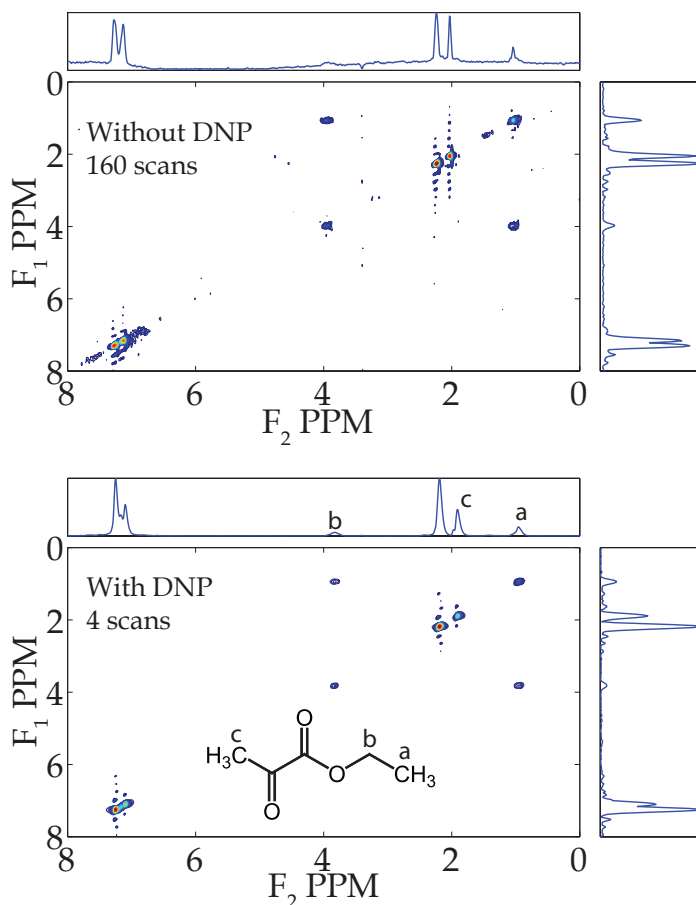 0
2
4
6
8
F1 PPM
Without DNP
160 scans
8
6
4
2
0
F2 PPM
b
c
a
0
2
4
6
8
F1 PPM
With DNP
4 scans
O
c
H3C
b
a
O
CH3
O
8
6
4
2
0
F2 PPM